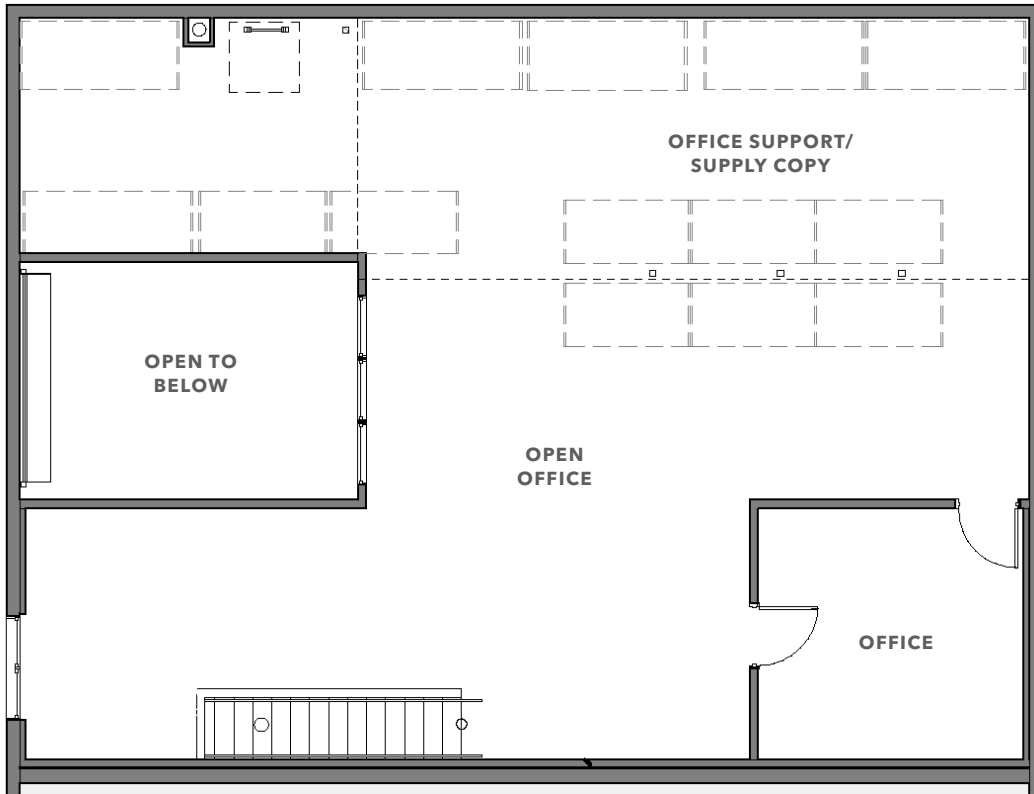 OFFICE SUPPORT/
SUPPLY COPY
OPEN TO
BELOW
OPEN
OFFICE
OFFICE